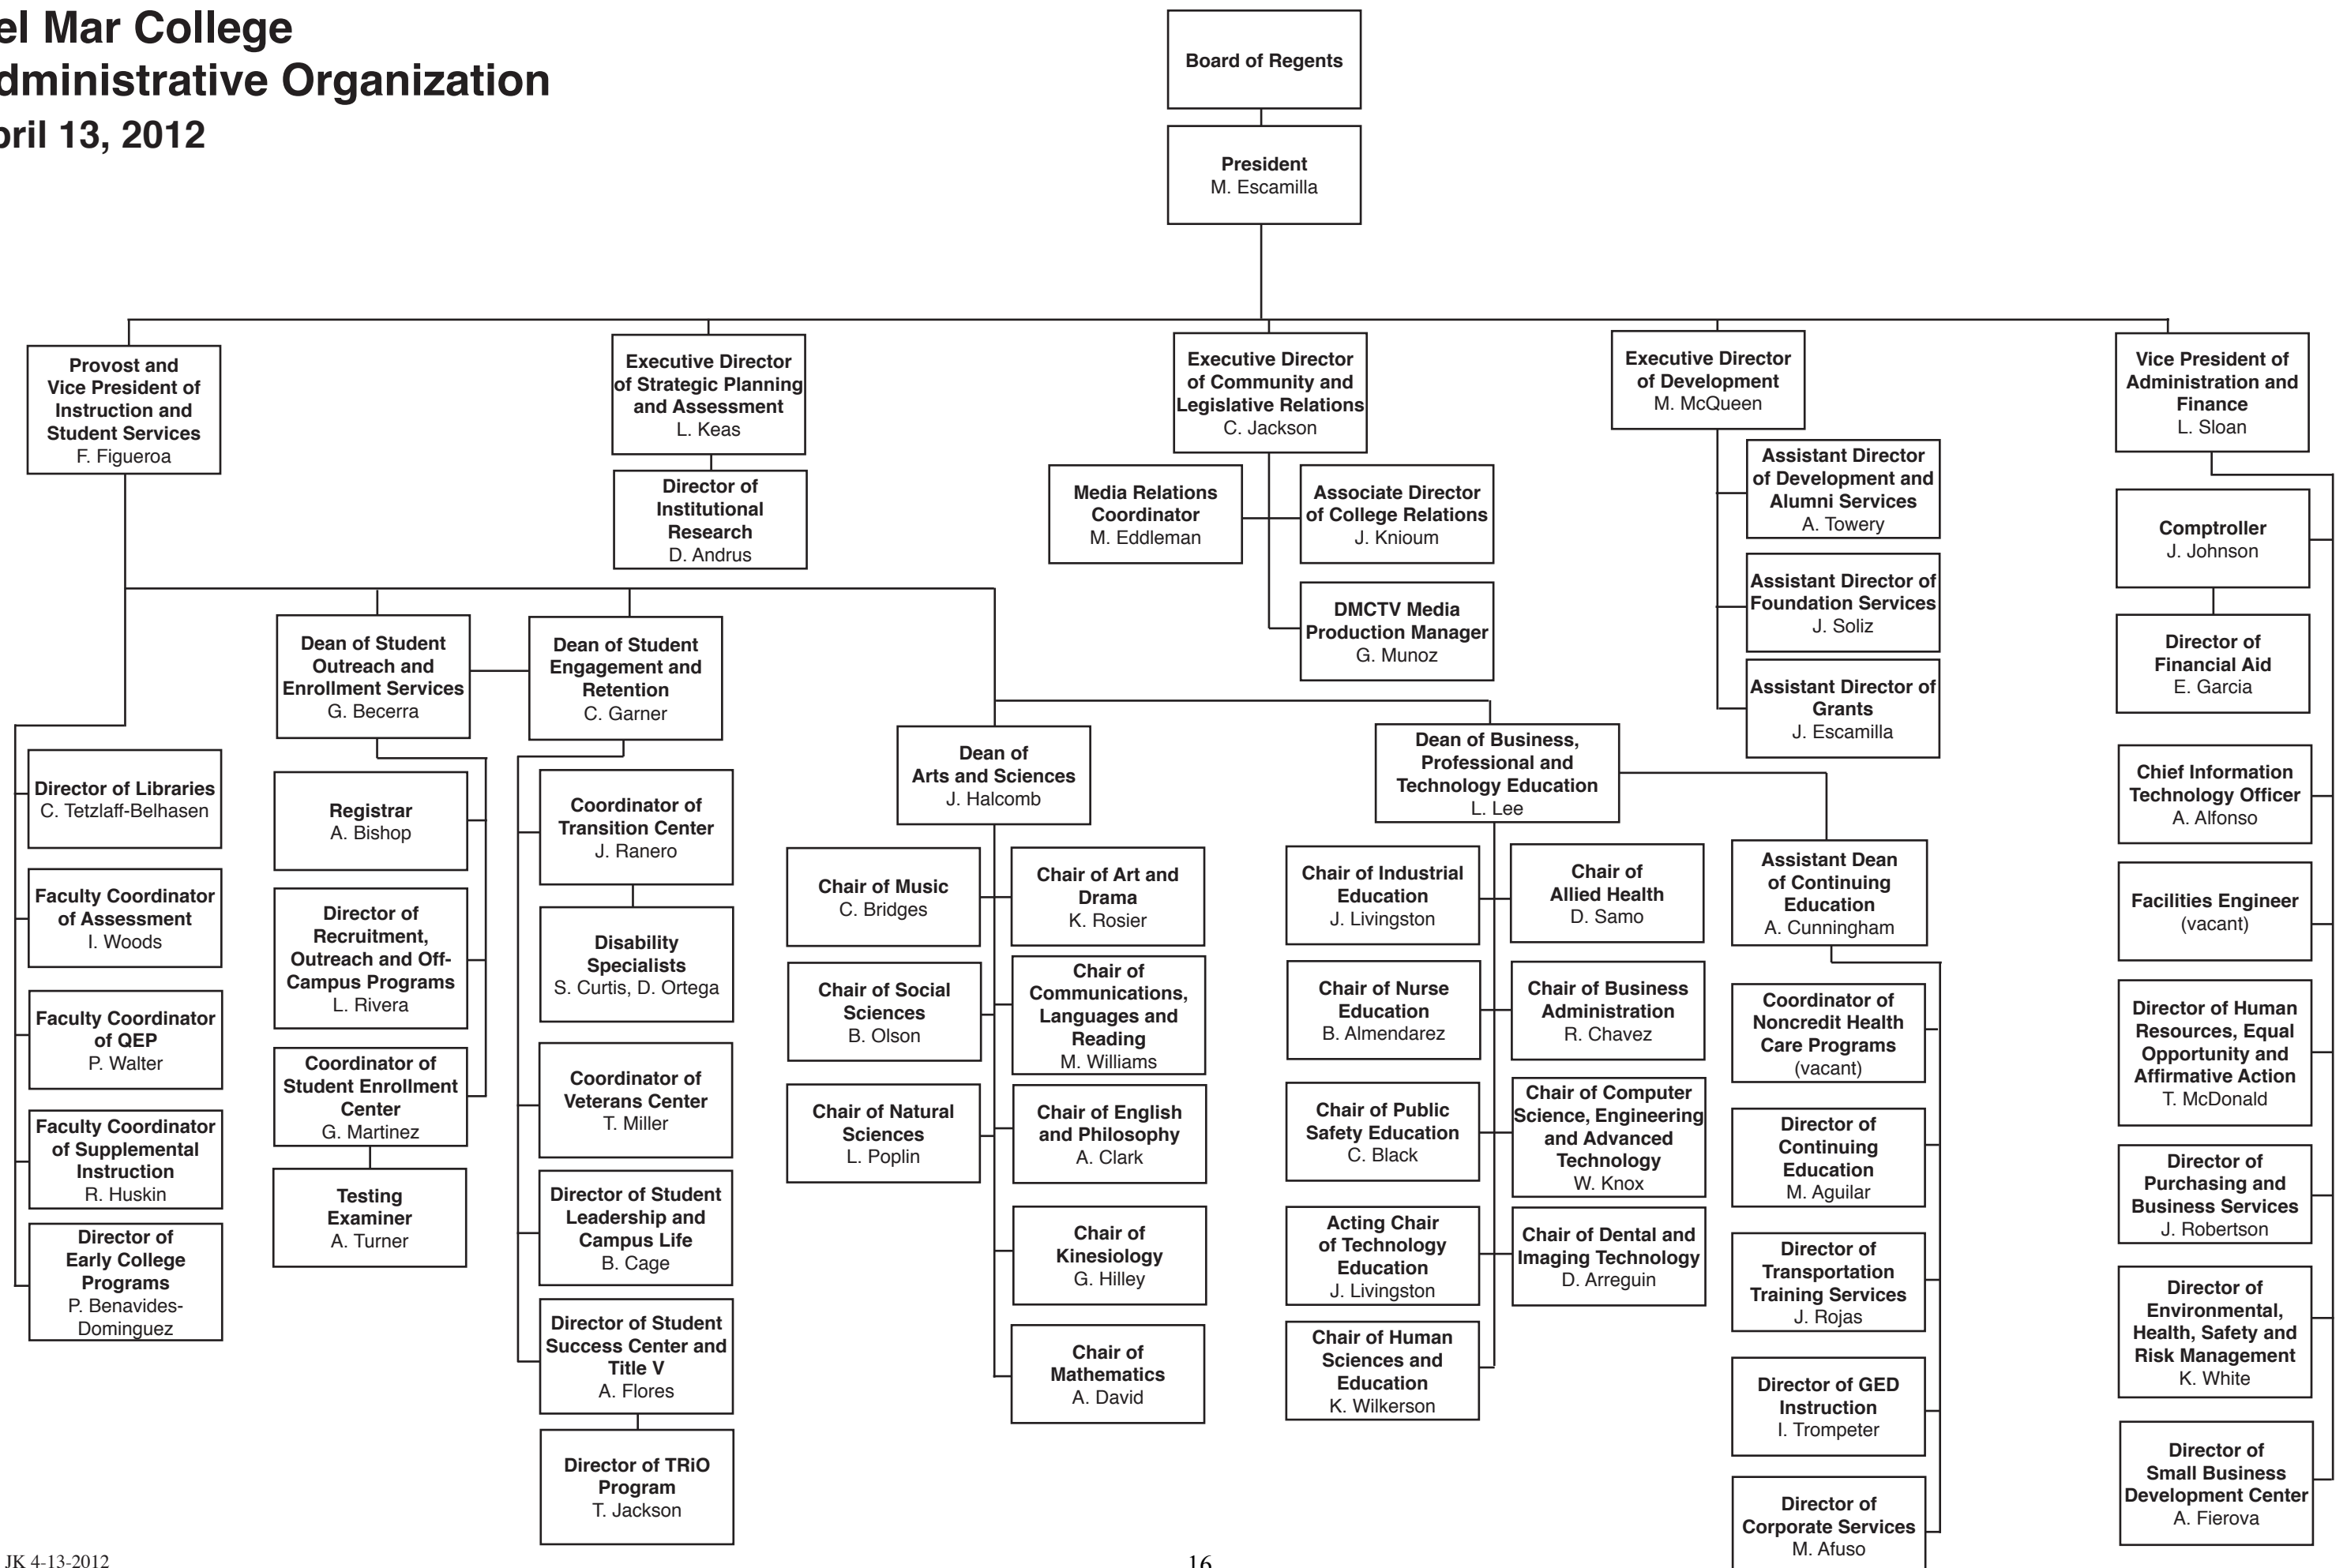 el Mar College
dministrative Organization
pril 13, 2012
Board of Regents
President
M. Escamilla
Provost and
Vice President of
Instruction and
Student Services
F. Figueroa
Executive Director
of Strategic Planning
and Assessment
L. Keas
Director of
Institutional
Research
D. Andrus
Executive Director
of Community and
Legislative Relations
C. Jackson
Media Relations
Coordinator
M. Eddleman
Associate Director
of College Relations
J. Knioum
DMCTV Media
Production Manager
G. Munoz
Executive Director
of Development
M. McQueen
Assistant Director
of Development and
Alumni Services
A. Towery
Assistant Director of
Foundation Services
J. Soliz
Assistant Director of
Grants
J. Escamilla
Vice President of
Administration and
Finance
L. Sloan
Comptroller
J. Johnson
Director of
Financial Aid
E. Garcia
Chief Information
Technology Officer
A. Alfonso
Facilities Engineer
(vacant)
Director of Human
Resources, Equal
Opportunity and
Affirmative Action
T. McDonald
Director of
Purchasing and
Business Services
J. Robertson
Director of
Environmental,
Health, Safety and
Risk Management
K. White
Director of
Small Business
Development Center
A. Fierova
Director of Libraries
C. Tetzlaff-Belhasen
Faculty Coordinator
of Assessment
I. Woods
Faculty Coordinator
of QEP
P. Walter
Faculty Coordinator
of Supplemental
Instruction
R. Huskin
Director of
Early College
Programs
P. Benavides-
Dominguez
Dean of Student
Outreach and
Enrollment Services
G. Becerra
Registrar
A. Bishop
Director of
Recruitment,
Outreach and Off-
Campus Programs
L. Rivera
Coordinator of
Student Enrollment
Center
G. Martinez
Testing
Examiner
A. Turner
Dean of Student
Engagement and
Retention
C. Garner
Coordinator of
Transition Center
J. Ranero
Disability
Specialists
S. Curtis, D. Ortega
Coordinator of
Veterans Center
T. Miller
Director of Student
Leadership and
Campus Life
B. Cage
Director of Student
Success Center and
Title V
A. Flores
Director of TRiO
Program
T. Jackson
Dean of
Arts and Sciences
J. Halcomb
Chair of Music
C. Bridges
Chair of Art and
Drama
K. Rosier
Chair of Social
Sciences
B. Olson
Chair of
Communications,
Languages and
Reading
M. Williams
Chair of Natural
Sciences
L. Poplin
Chair of English
and Philosophy
A. Clark
Chair of
Kinesiology
G. Hilley
Chair of
Mathematics
A. David
Dean of Business,
Professional and
Technology Education
L. Lee
Chair of Industrial
Education
J. Livingston
Chair of
Allied Health
D. Samo
Chair of Nurse
Education
B. Almendarez
Chair of Business
Administration
R. Chavez
Chair of Public
Safety Education
C. Black
Chair of Computer
Science, Engineering
and Advanced
Technology
W. Knox
Acting Chair
of Technology
Education
J. Livingston
Chair of Dental and
Imaging Technology
D. Arreguin
Chair of Human
Sciences and
Education
K. Wilkerson
Assistant Dean
of Continuing
Education
A. Cunningham
Coordinator of
Noncredit Health
Care Programs
(vacant)
Director of
Continuing
Education
M. Aguilar
Director of
Transportation
Training Services
J. Rojas
Director of GED
Instruction
I. Trompeter
Director of
Corporate Services
M. Afuso
JK 4-13-2012
16